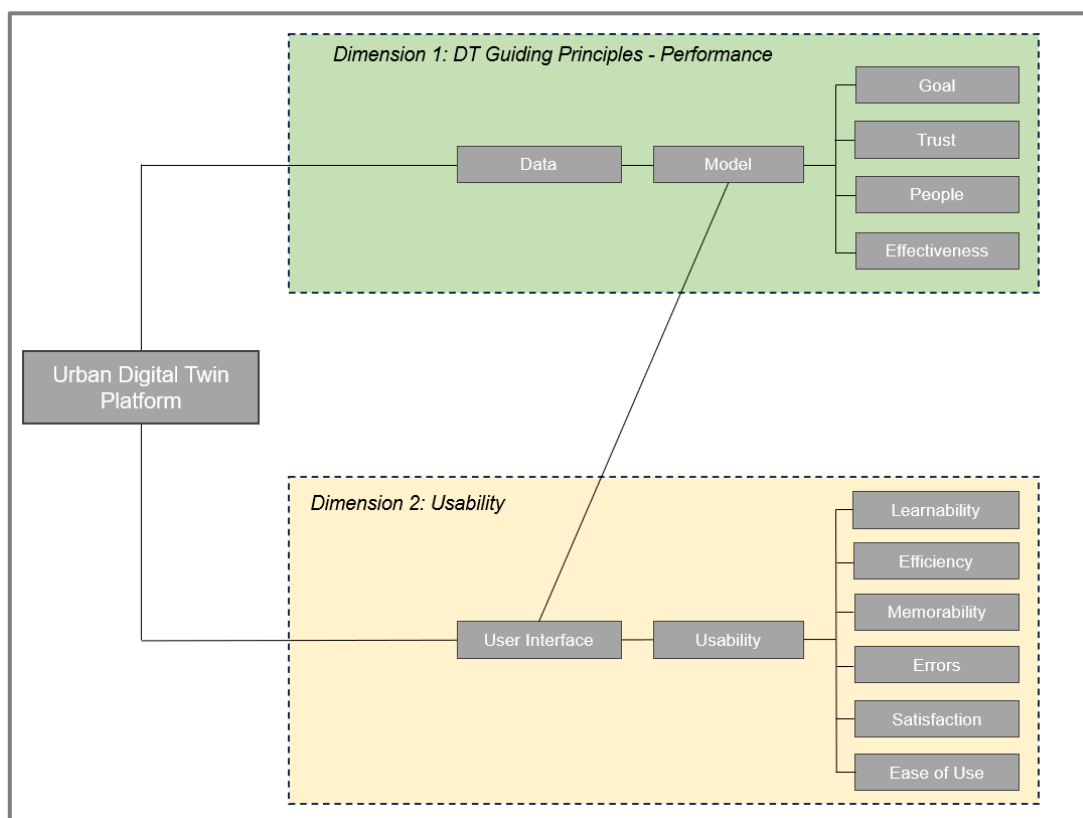 Dimension 1: DT Guiding Principles - Performance
Goal
Trust
Data
Model
People
Effectiveness
Urban Digital Twin
Platform
Dimension 2: Usability
Learnability
Efficiency
Memorability
User Interface
Usability
Errors
Satisfaction
Ease of Use